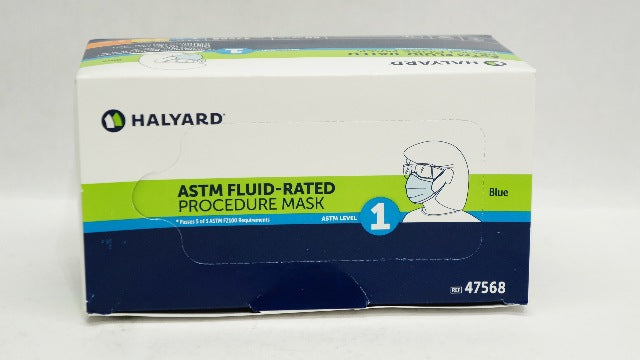 1
HALYARD
ASTM FLUID-RATED
PROCEDURE MASK
* Passes 5 of 5 ASTM F2100 Requirements
ASTM LEVEL 1
Blue
REF 47568